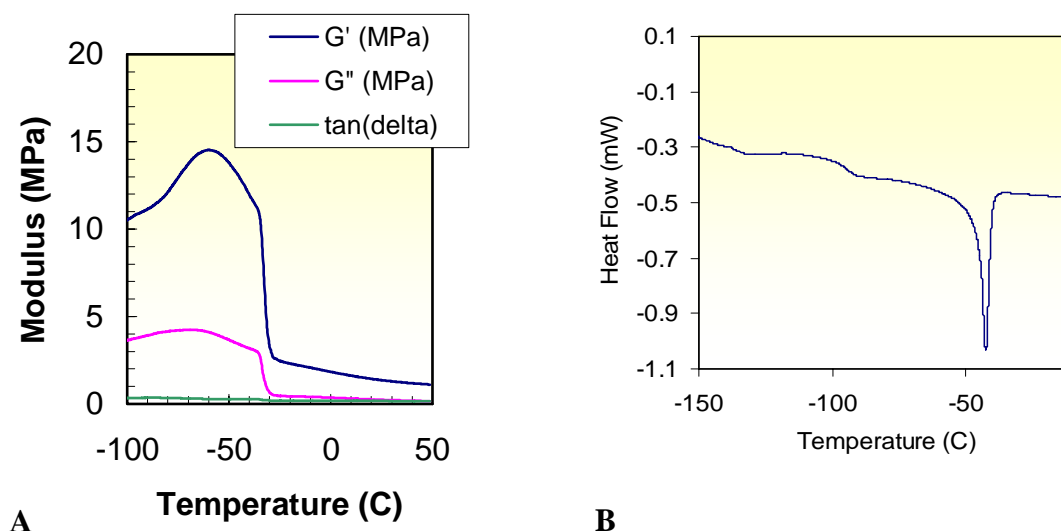 G' (MPa)
G" (MPa)
tan(delta)
20
15
10
5
0
-100
-50
0
50
Modulus (MPa)
Temperature (C)
A
0.1
-0.1
-0.3
-0.5
-0.7
-0.9
-1.1
-150
-100
-50
Heat Flow (mW)
Temperature (C)
B